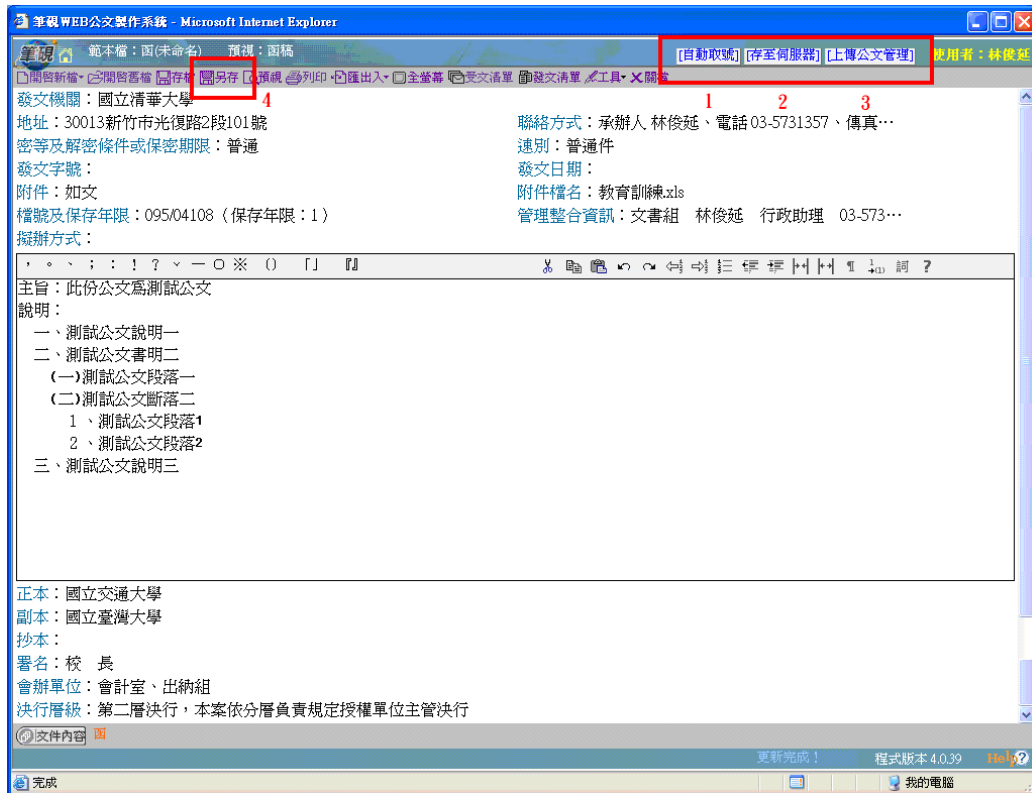 筆硯WEB公文製作系統 - Microsoft Internet Explorer
筆硯 範本檔：函(未命名) 預視：函稿 [自動取號] [存至伺服器] [上傳公文管理] 使用者：林俊延
開啟新檔 開啟舊檔 存檔 另存 預視 列印 匯出入 全螢幕 受文清單 發文清單 工具 關檔
發文機關：國立清華大學 4 1 2 3
地址：30013新竹市光復路2段101號 聯絡方式：承辦人 林俊延、電話 03-5731357、傳真…
密等及解密條件或保密期限：普通 速別：普通件
發文字號： 發文日期：
附件：如文 附件檔名：教育訓練.xls
檔號及保存年限：095/04108（保存年限：1） 管理整合資訊：文書組 林俊延 行政助理 03-573…
擬辦方式：
，。、；：！？ˇ—○※ () 「」 『』 詞 ?
主旨：此份公文為測試公文
說明：
一、測試公文說明一
二、測試公文書明二
(一)測試公文段落一
(二)測試公文斷落二
１、測試公文段落1
２、測試公文段落2
三、測試公文說明三
正本：國立交通大學
副本：國立臺灣大學
抄本：
署名：校 長
會辦單位：會計室、出納組
決行層級：第二層決行，本案依分層負責規定授權單位主管決行
文件內容 函
更新完成！ 程式版本 4.0.39 Help?
完成 我的電腦